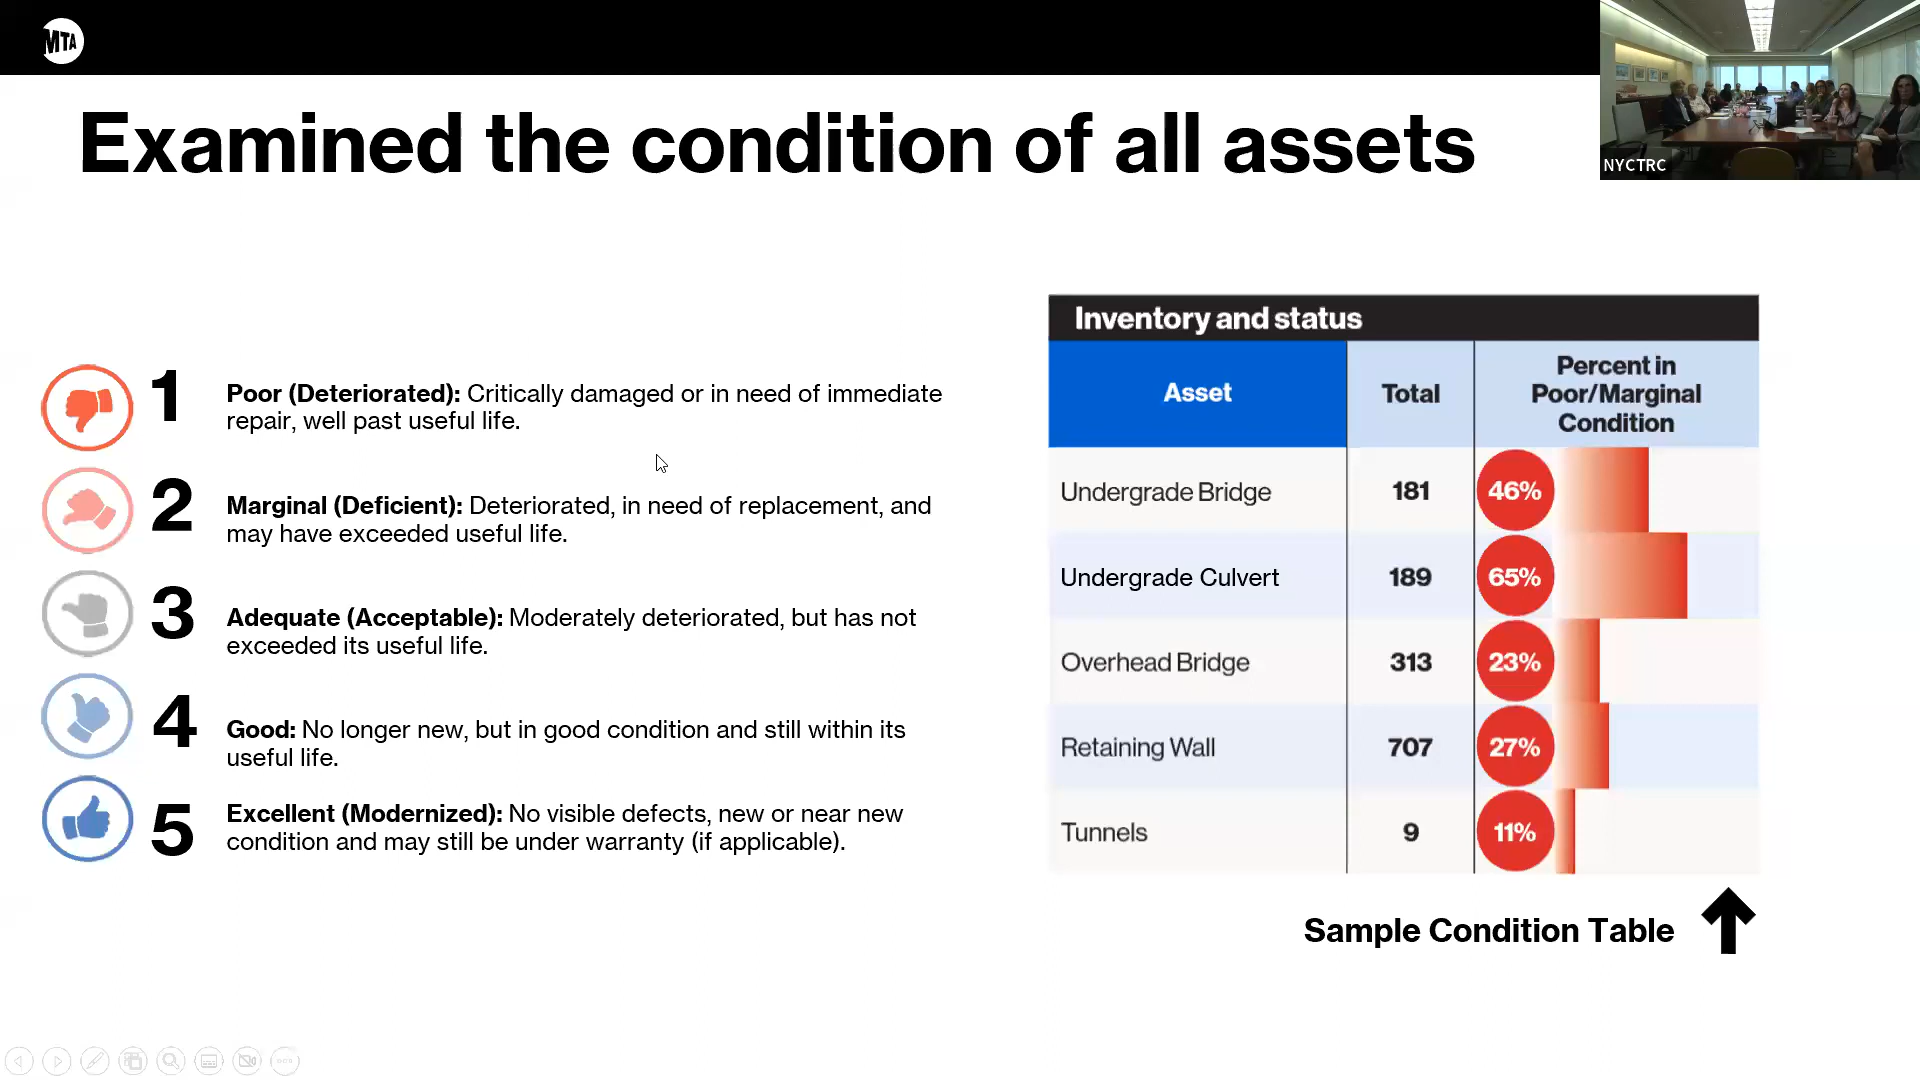 MTA
NYCTRC
Examined the condition of all assets
1
Poor (Deteriorated): Critically damaged or in need of immediate
repair, well past useful life.
2
Marginal (Deficient): Deteriorated, in need of replacement, and
may have exceeded useful life.
3
Adequate (Acceptable): Moderately deteriorated, but has not
exceeded its useful life.
4
Good: No longer new, but in good condition and still within its
useful life.
5
Excellent (Modernized): No visible defects, new or near new
condition and may still be under warranty (if applicable).
Inventory and status
Asset
Total
Percent in
Poor/Marginal
Condition
Undergrade Bridge 181 46%
Undergrade Culvert 189 65%
Overhead Bridge 313 23%
Retaining Wall 707 27%
Tunnels 9 11%
Sample Condition Table